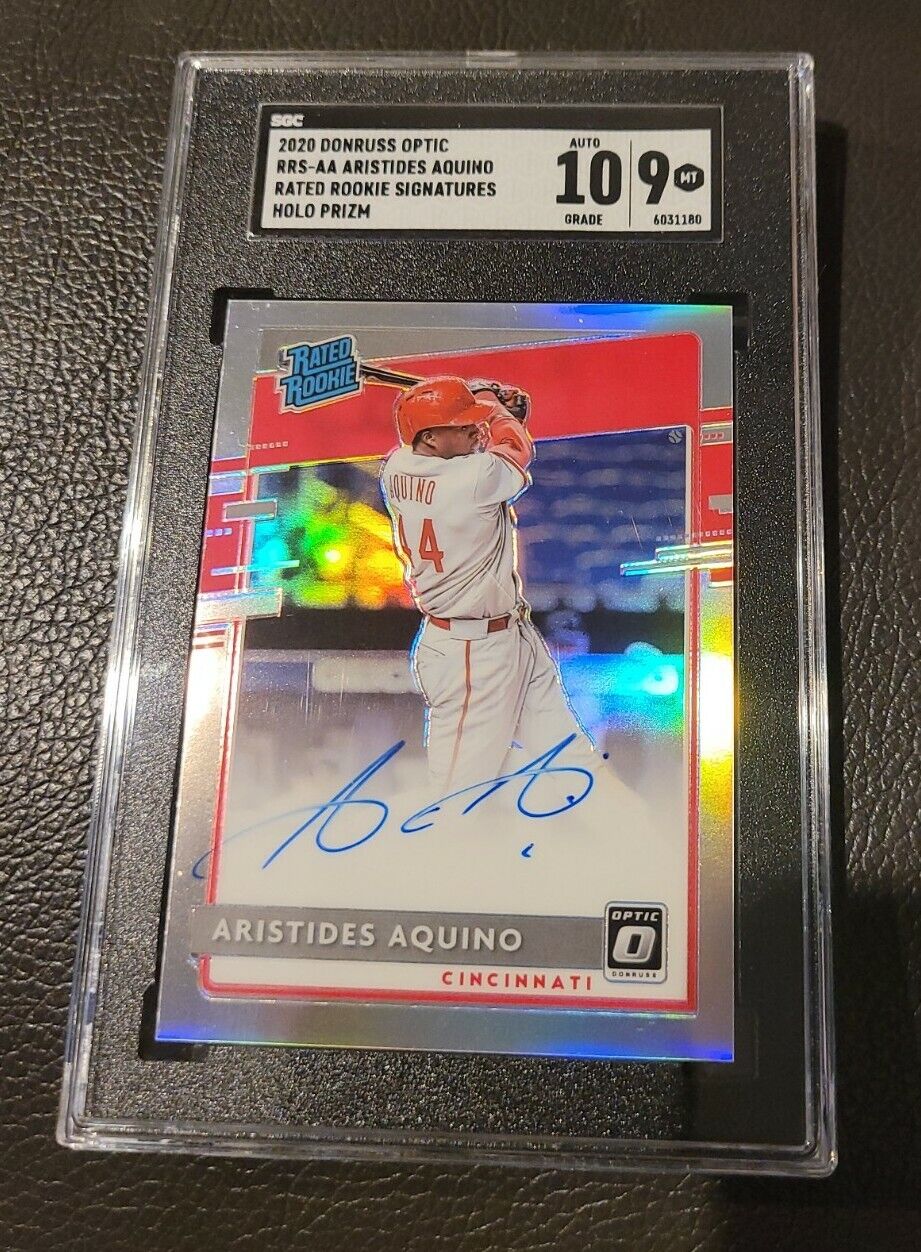 SGC
2020 DONRUSS OPTIC
RRS-AA ARISTIDES AQUINO
RATED ROOKIE SIGNATURES
HOLO PRIZM
AUTO
10
GRADE
9 MT
6031180
RATED
ROOKIE
AQUINO
44
ARISTIDES AQUINO
CINCINNATI
OPTIC
O
DONRUSS